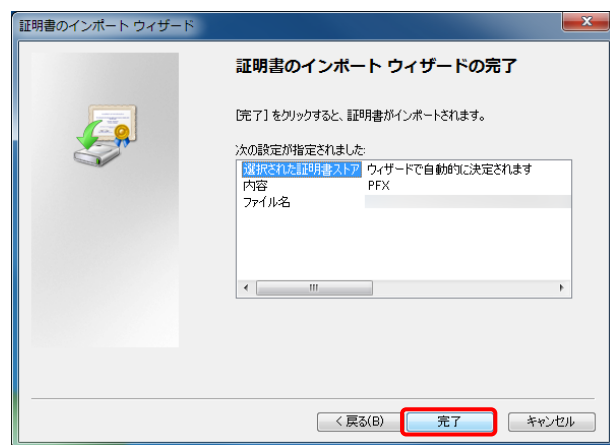 証明書のインポート ウィザード
証明書のインポート ウィザードの完了
[完了] をクリックすると、証明書がインポートされます。
次の設定が指定されました:
選択された証明書ストア ウィザードで自動的に決定されます
内容 PFX
ファイル名
< 戻る(B) 完了 キャンセル